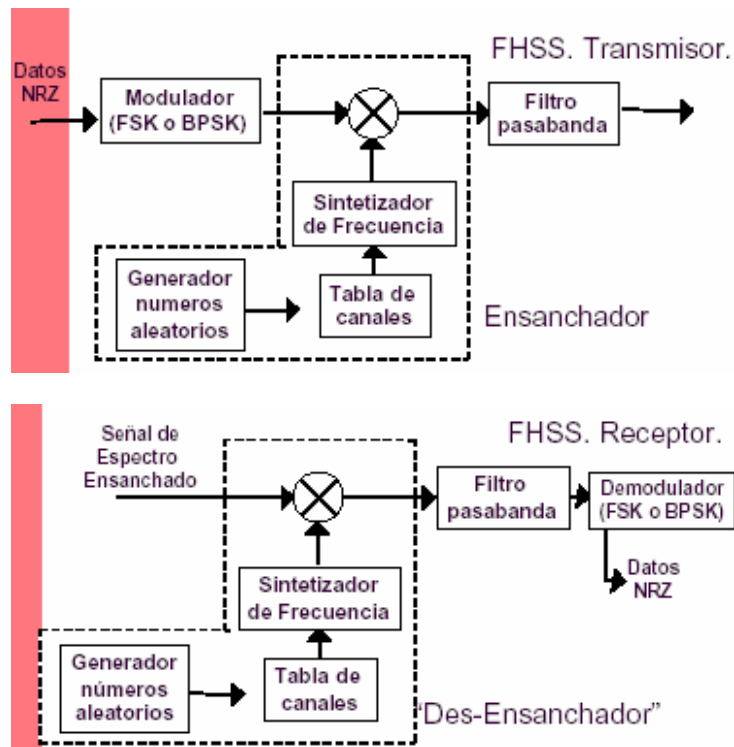 FHSS. Transmisor.
Datos
NRZ
Modulador
(FSK o BPSK)
Filtro
pasabanda
Sintetizador
de Frecuencia
Generador
numeros
aleatorios
Tabla de
canales
Ensanchador
FHSS. Receptor.
Señal de
Espectro
Ensanchado
Filtro
pasabanda
Demodulador
(FSK o BPSK)
Datos
NRZ
Sintetizador
de Frecuencia
Generador
números
aleatorios
Tabla de
canales
“Des-Ensanchador”